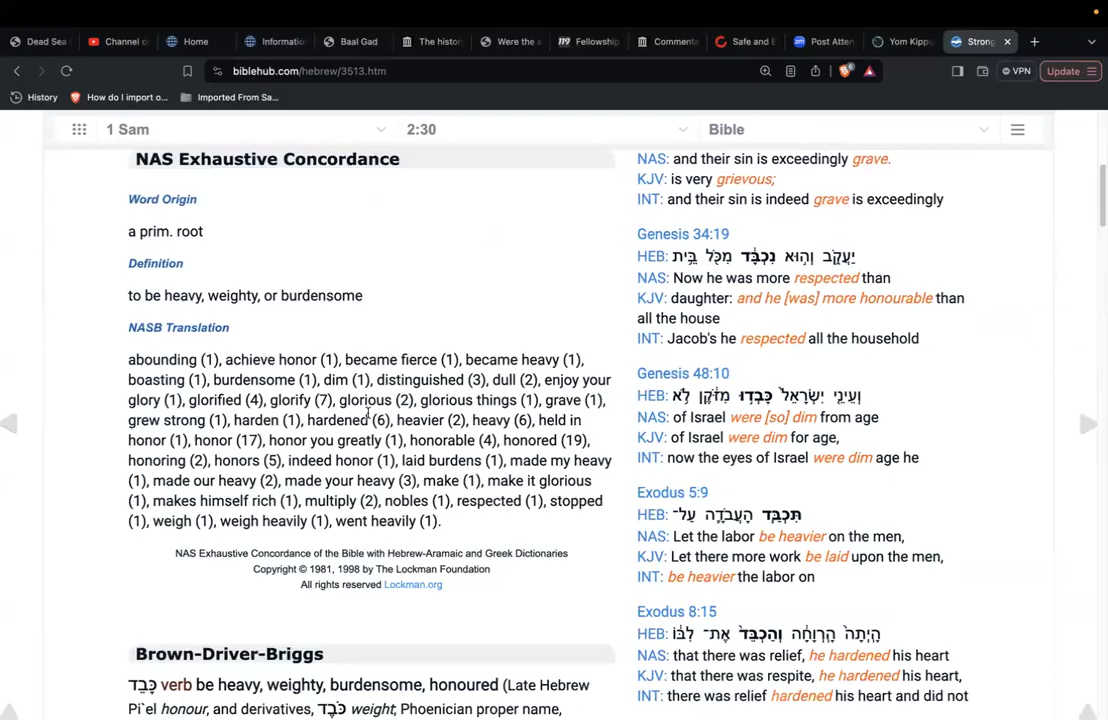 Dead Sea
Channel c
Home
Informatio
Baal Gad
The histor
Were the a
119 Fellowship
Commenta
Safe and E
zm Post Atten
Yom Kippu
Strong
biblehub.com/hebrew/3513.htm
6
VPN
Update
History
How do I import o...
Imported From Sa...
1 Sam
2:30
Bible
NAS Exhaustive Concordance
Word Origin
a prim. root
Definition
to be heavy, weighty, or burdensome
NASB Translation
abounding (1), achieve honor (1), became fierce (1), became heavy (1),
boasting (1), burdensome (1), dim (1), distinguished (3), dull (2), enjoy your
glory (1), glorified (4), glorify (7), glorious (2), glorious things (1), grave (1),
grew strong (1), harden (1), hardened (6), heavier (2), heavy (6), held in
honor (1), honor (17), honor you greatly (1), honorable (4), honored (19),
honoring (2), honors (5), indeed honor (1), laid burdens (1), made my heavy
(1), made our heavy (2), made your heavy (3), make (1), make it glorious
(1), makes himself rich (1), multiply (2), nobles (1), respected (1), stopped
(1), weigh (1), weigh heavily (1), went heavily (1).
NAS Exhaustive Concordance of the Bible with Hebrew-Aramaic and Greek Dictionaries
Copyright © 1981, 1998 by The Lockman Foundation
All rights reserved Lockman.org
Brown-Driver-Briggs
כָּבֵד verb be heavy, weighty, burdensome, honoured (Late Hebrew
Pi`el honour, and derivatives, כֹּבֶד weight; Phoenician proper name,
NAS: and their sin is exceedingly grave.
KJV: is very grievous;
INT: and their sin is indeed grave is exceedingly
Genesis 34:19
HEB: יַעֲקֹ֑ב וְה֣וּא נִכְבָּ֔ד מִכֹּ֖ל בֵּ֥ית
NAS: Now he was more respected than
KJV: daughter: and he [was] more honourable than
all the house
INT: Jacob's he respected all the household
Genesis 48:10
HEB: וְעֵינֵ֤י יִשְׂרָאֵל֙ כָּבְד֣וּ מִזֹּ֔קֶן לֹ֥א
NAS: of Israel were [so] dim from age
KJV: of Israel were dim for age,
INT: now the eyes of Israel were dim age he
Exodus 5:9
HEB: תִּכְבַּ֧ד הָעֲבֹדָ֛ה עַל־
NAS: Let the labor be heavier on the men,
KJV: Let there more work be laid upon the men,
INT: be heavier the labor on
Exodus 8:15
HEB: הָֽיְתָה֙ הָֽרְוָחָ֔ה וְהַכְבֵּד֙ אֶת־ לִבּ֔וֹ
NAS: that there was relief, he hardened his heart
KJV: that there was respite, he hardened his heart,
INT: there was relief hardened his heart and did not